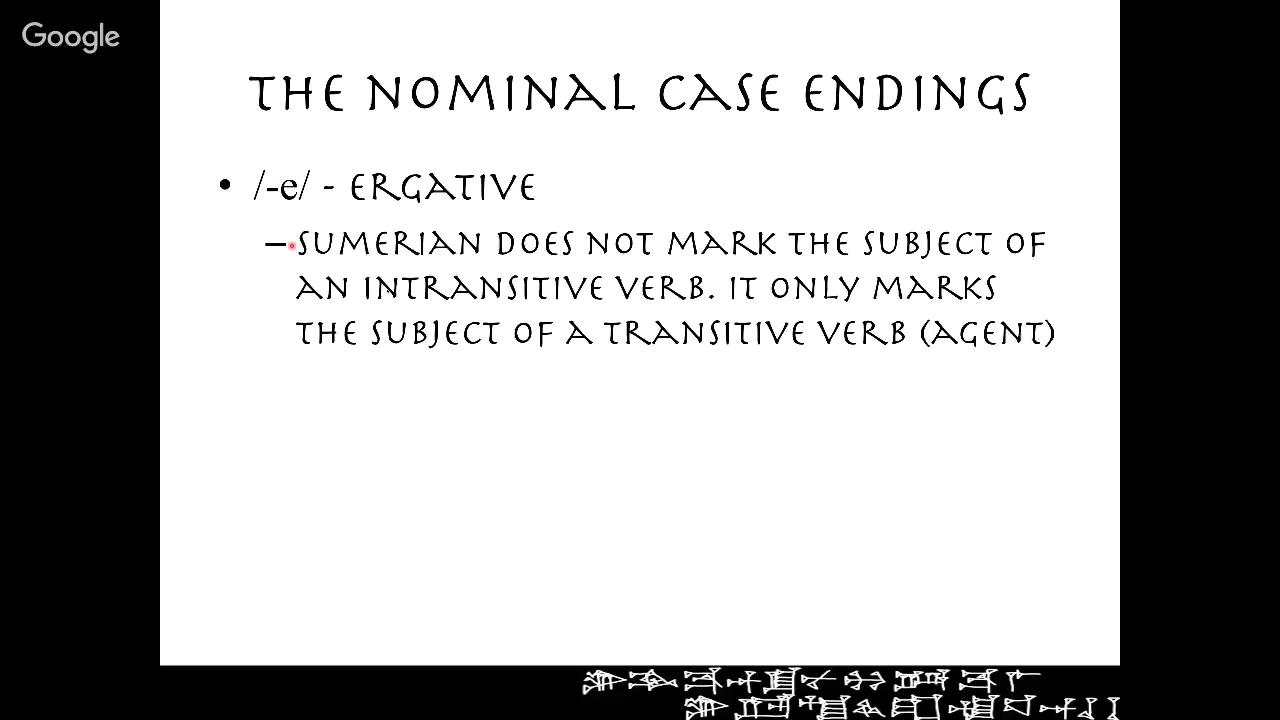 Google
THE NOMINAL CASE ENDINGS
• /-e/ - ERGATIVE
– SUMERIAN DOES NOT MARK THE SUBJECT OF
AN INTRANSITIVE VERB. IT ONLY MARKS
THE SUBJECT OF A TRANSITIVE VERB (AGENT)